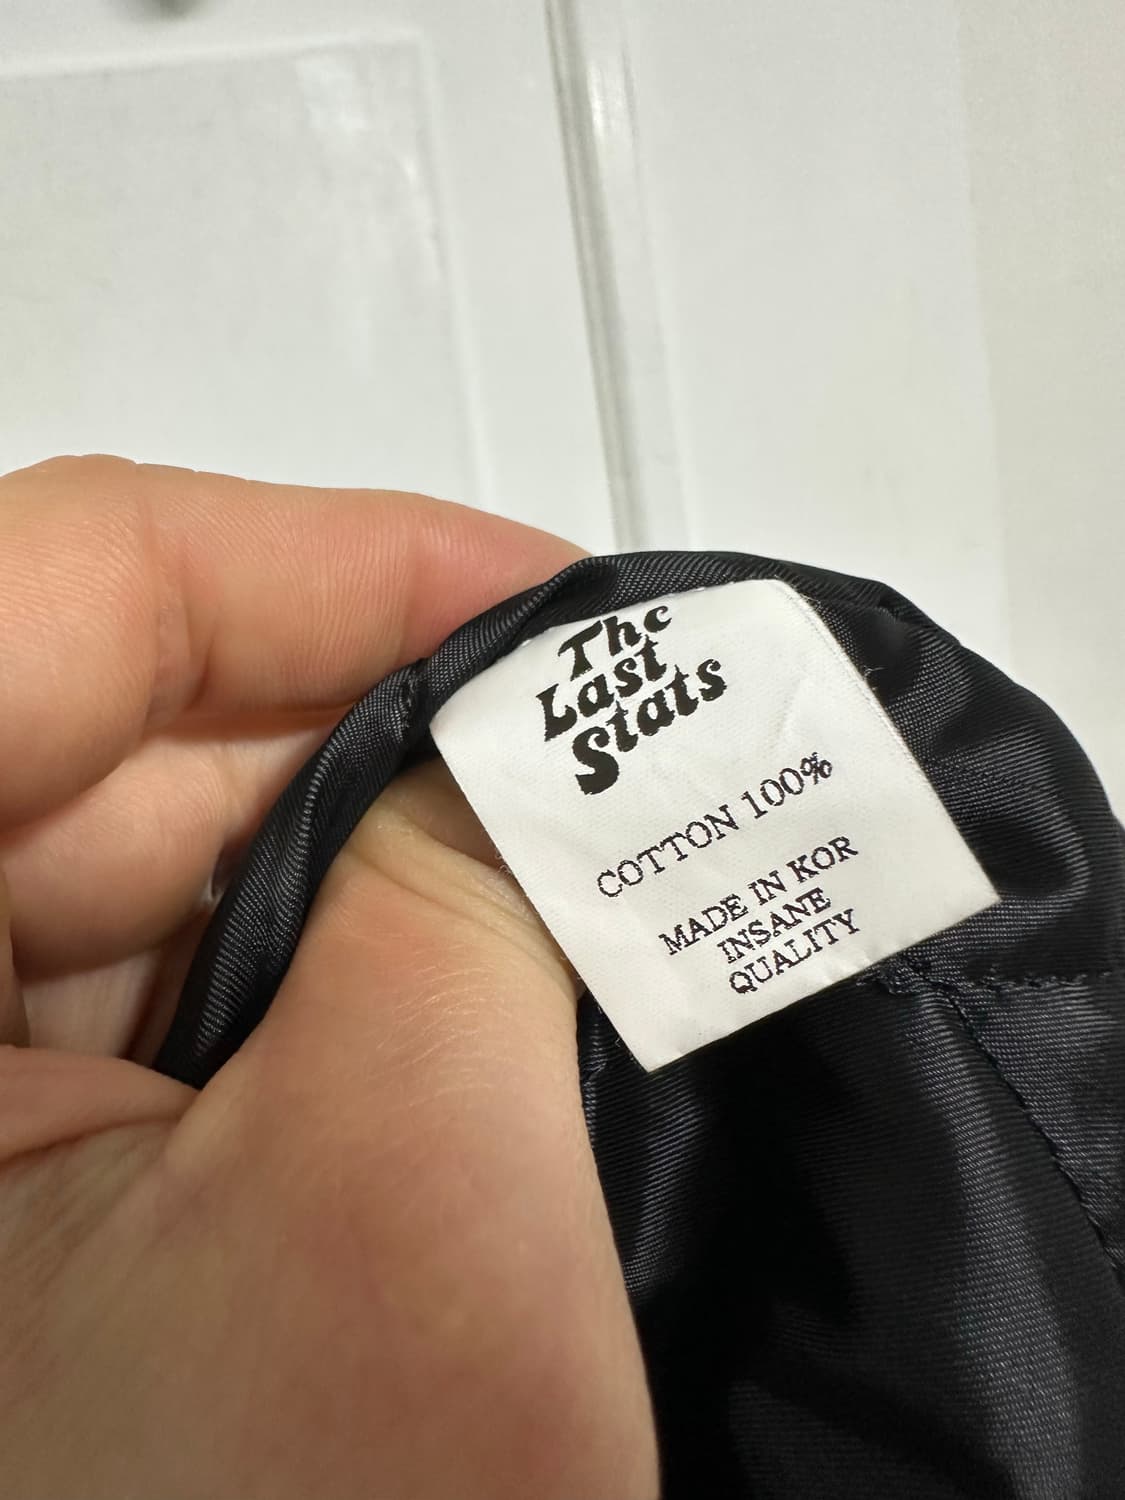 The
Last
Stats
COTTON 100%
MADE IN KOR
INSANE
QUALITY